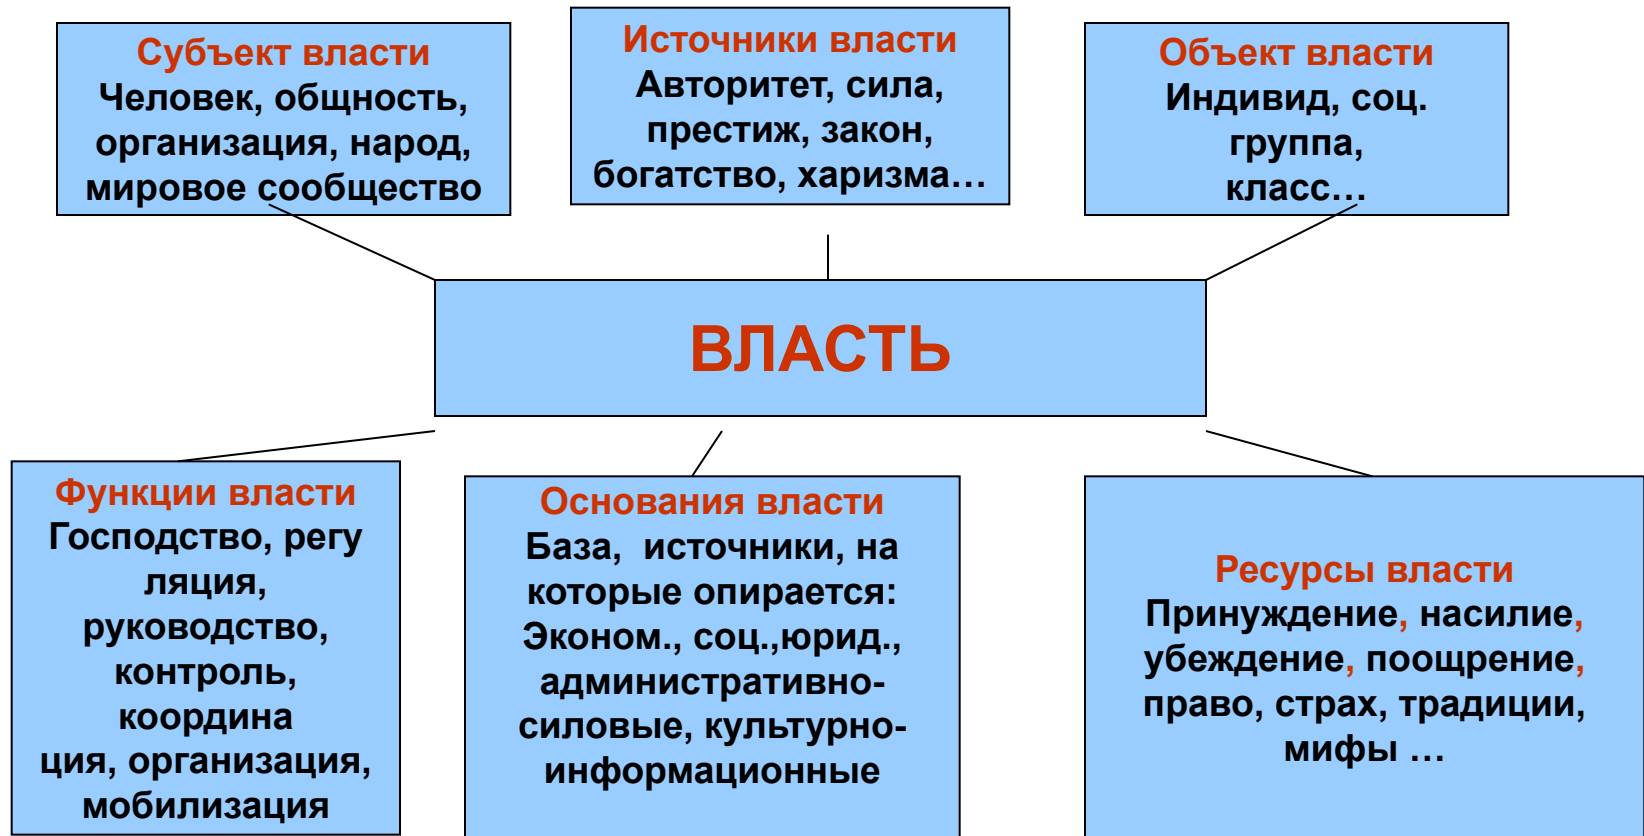 Субъект власти
Человек, общность,
организация, народ,
мировое сообщество
Источники власти
Авторитет, сила,
престиж, закон,
богатство, харизма…
Объект власти
Индивид, соц.
группа,
класс…
ВЛАСТЬ
Функции власти
Господство, регу
ляция,
руководство,
контроль,
координа
ция, организация,
мобилизация
Основания власти
База,  источники, на
которые опирается:
Эконом., соц.,юрид.,
административно-
силовые, культурно-
информационные
Ресурсы власти
Принуждение, насилие,
убеждение, поощрение,
право, страх, традиции,
мифы …